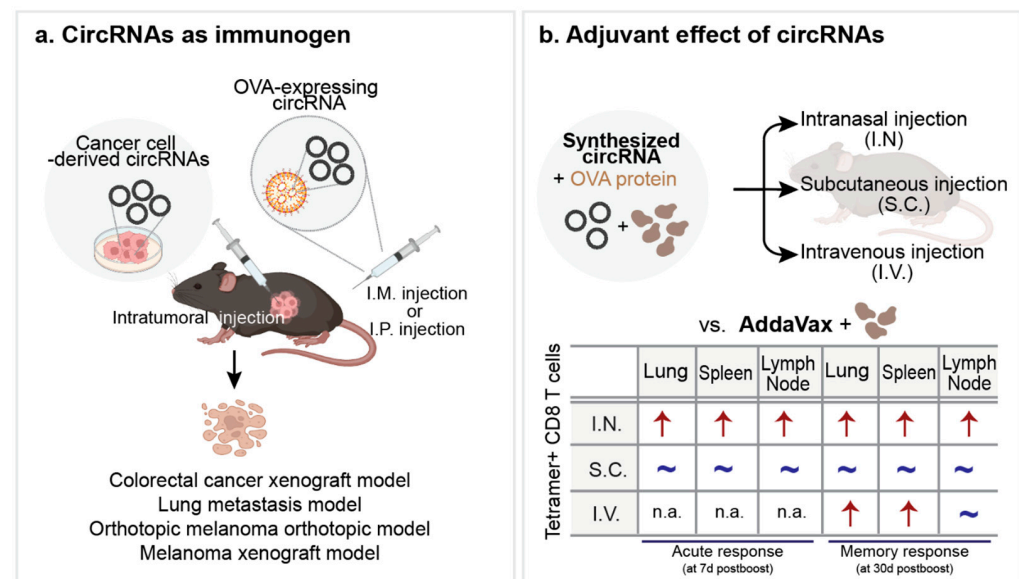 a. CircRNAs as immunogen
OVA-expressing
circRNA
Cancer cell
-derived circRNAs
I.M. injection
or
I.P. injection
Intratumoral injection
Colorectal cancer xenograft model
Lung metastasis model
Orthotopic melanoma orthotopic model
Melanoma xenograft model
b. Adjuvant effect of circRNAs
Synthesized
circRNA
+ OVA protein
+
Intranasal injection
(I.N)
Subcutaneous injection
(S.C.)
Intravenous injection
(I.V.)
vs. AddaVax +
Tetramer+ CD8 T cells
Lung Spleen Lymph Node Lung Spleen Lymph Node
I.N. ↑ ↑ ↑ ↑ ↑ ↑
S.C. ~ ~ ~ ~ ~ ~
I.V. n.a. n.a. n.a. ↑ ↑ ~
Acute response Memory response
(at 7d postboost) (at 30d postboost)